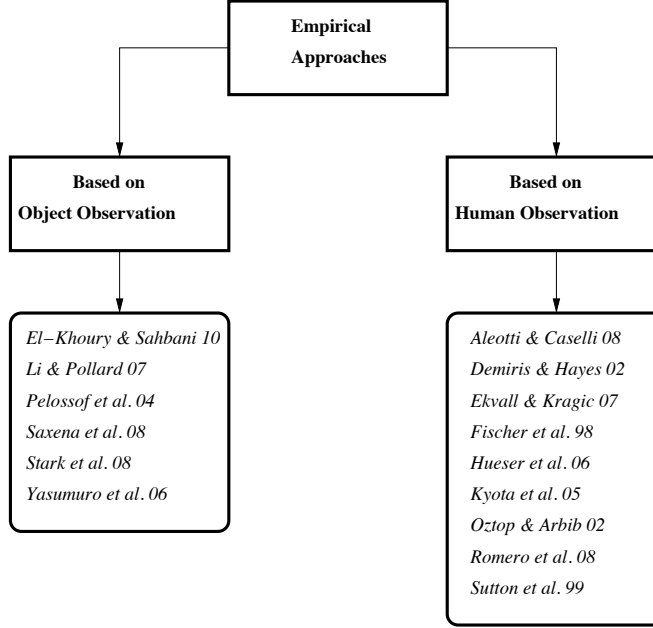 Empirical
Approaches
Based on
Object Observation
Based on
Human Observation
El−Khoury & Sahbani 10
Li & Pollard 07
Pelossof et al. 04
Saxena et al. 08
Stark et al. 08
Yasumuro et al. 06
Aleotti & Caselli 08
Demiris & Hayes 02
Ekvall & Kragic 07
Fischer et al. 98
Hueser et al. 06
Kyota et al. 05
Oztop & Arbib 02
Romero et al. 08
Sutton et al. 99